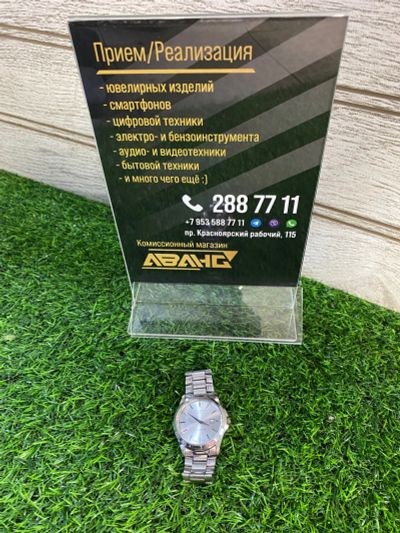 Прием/Реализация
- ювелирных изделий
- смартфонов
- цифровой техники
- электро- и бензоинструмента
- аудио- и видеотехники
- бытовой техники
- и много чего ещё ;)
288 77 11
+7 953 588 77 11
пр. Красноярский рабочий, 115
Комиссионный магазин
АВАНС